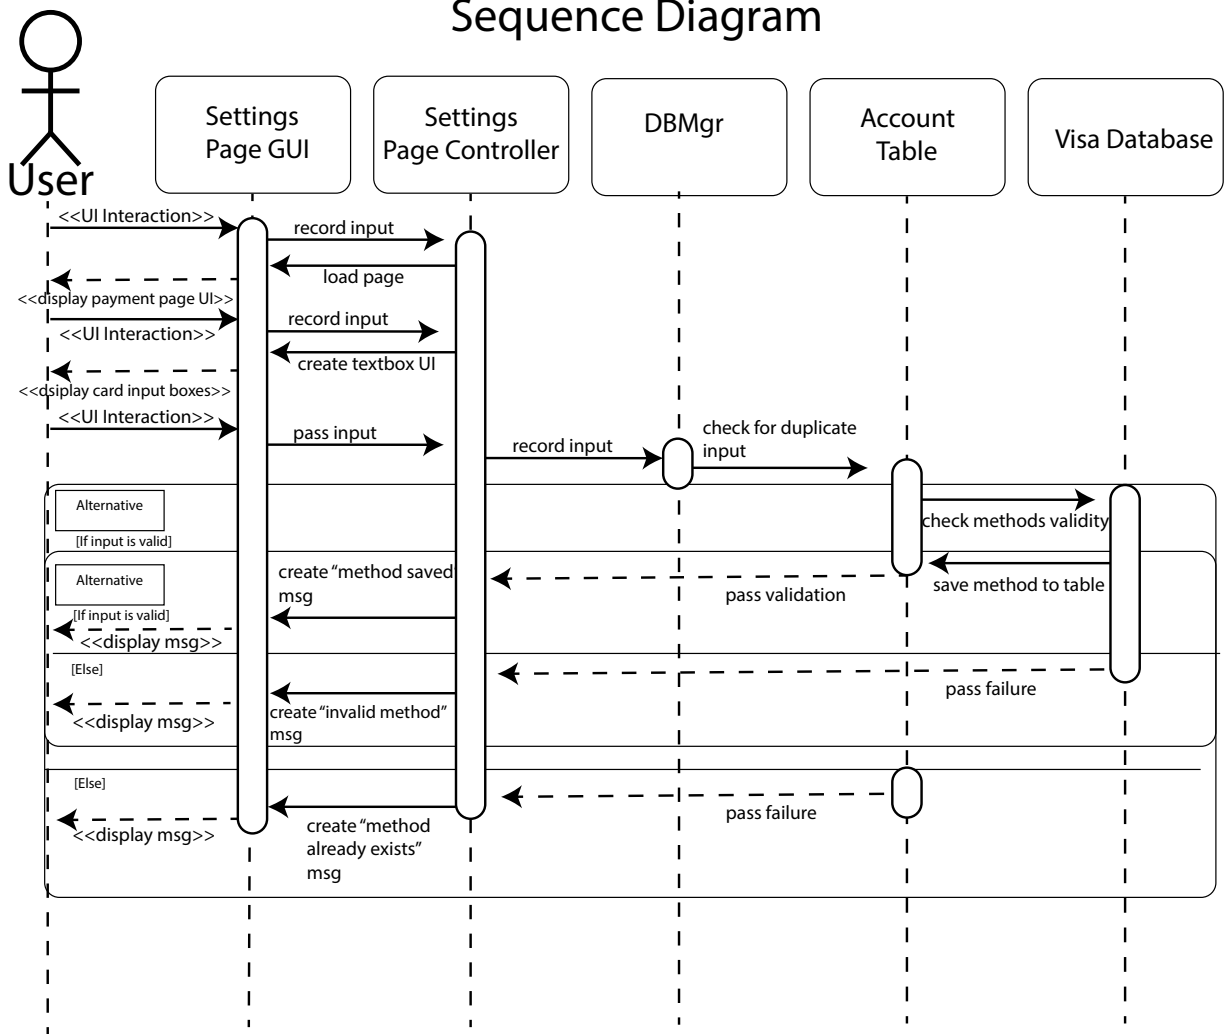 Sequence Diagram
User
Settings
Page GUI
Settings
Page Controller
DBMgr
Account
Table
Visa Database
<<UI Interaction>>
record input
load page
<<display payment page UI>>
record input
<<UI Interaction>>
create textbox UI
<<dsiplay card input boxes>>
<<UI Interaction>>
pass input
record input
check for duplicate
input
Alternative
[If input is valid]
check methods validity
Alternative
[If input is valid]
create “method saved”
msg
pass validation
save method to table
<<display msg>>
[Else]
pass failure
<<display msg>>
create “invalid method”
msg
[Else]
pass failure
<<display msg>>
create “method
already exists”
msg